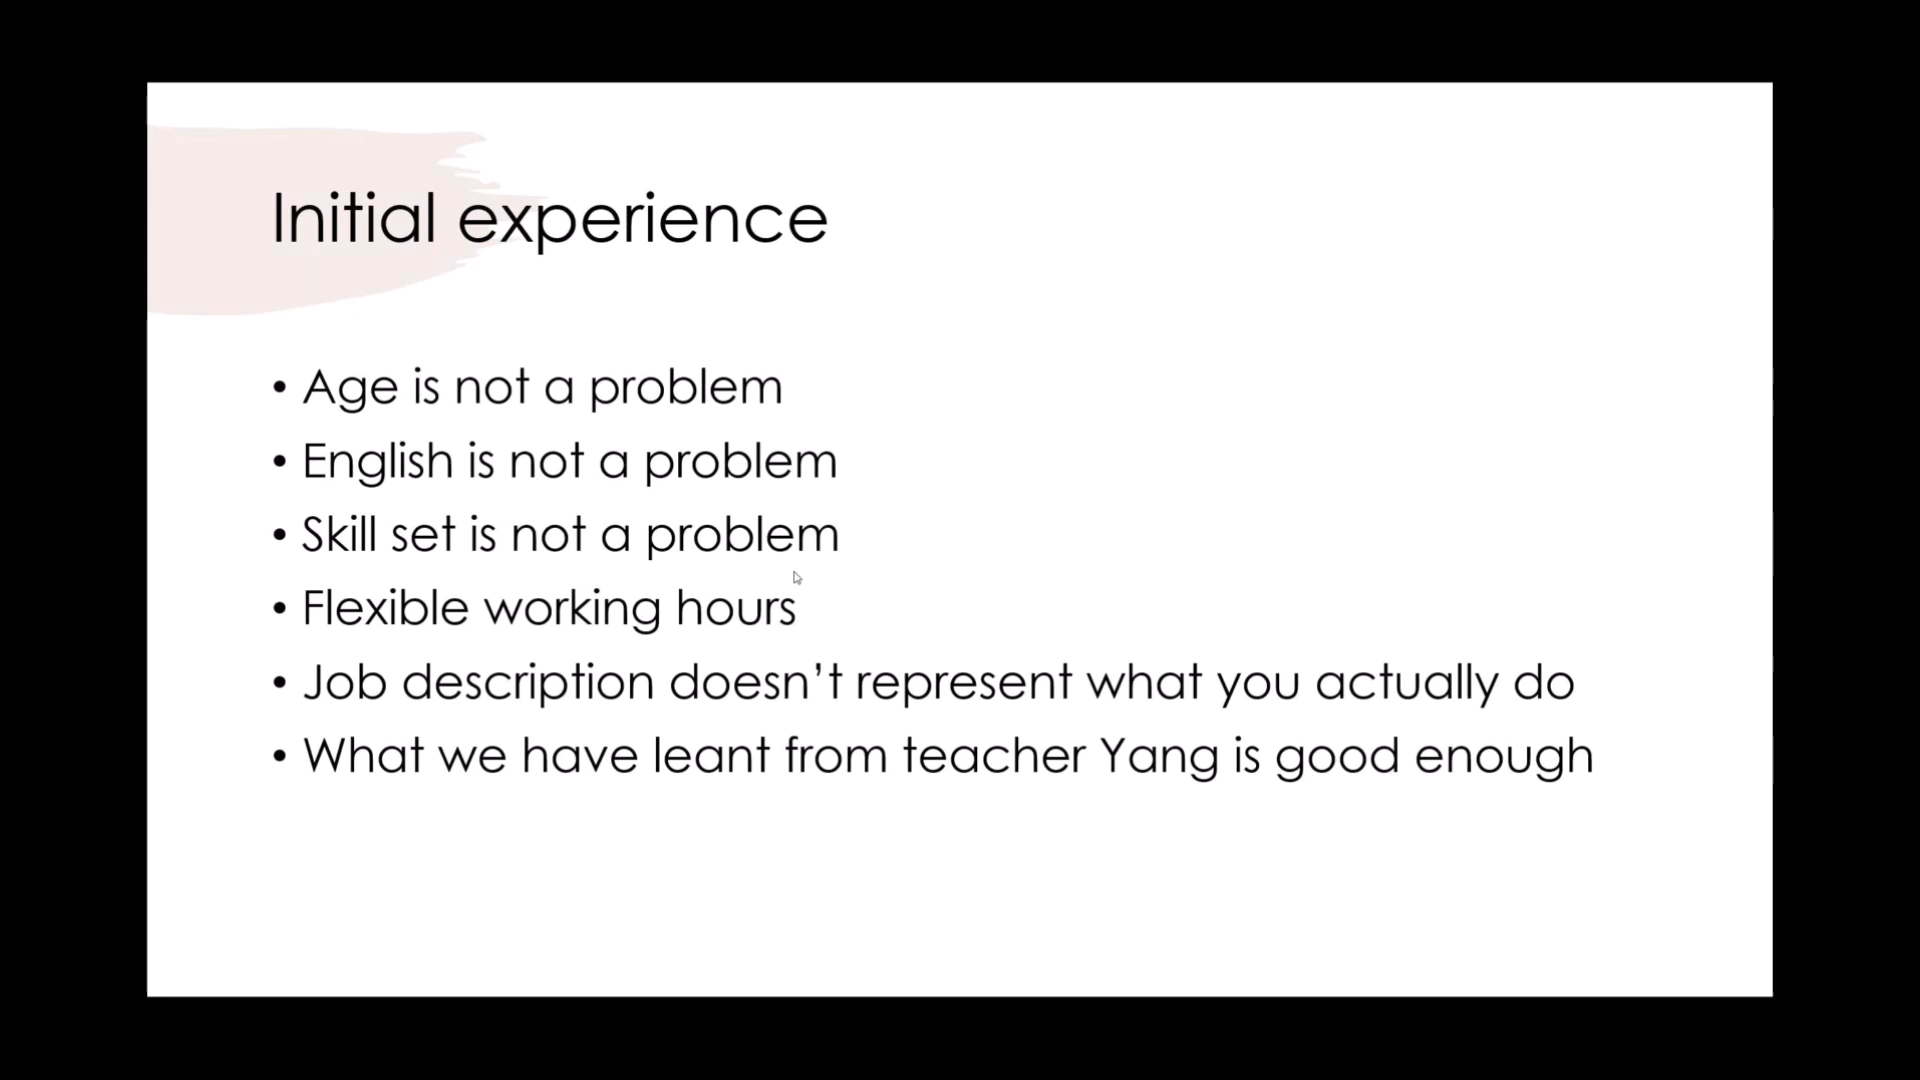 Initial experience
• Age is not a problem
• English is not a problem
• Skill set is not a problem
• Flexible working hours
• Job description doesn’t represent what you actually do
• What we have leant from teacher Yang is good enough